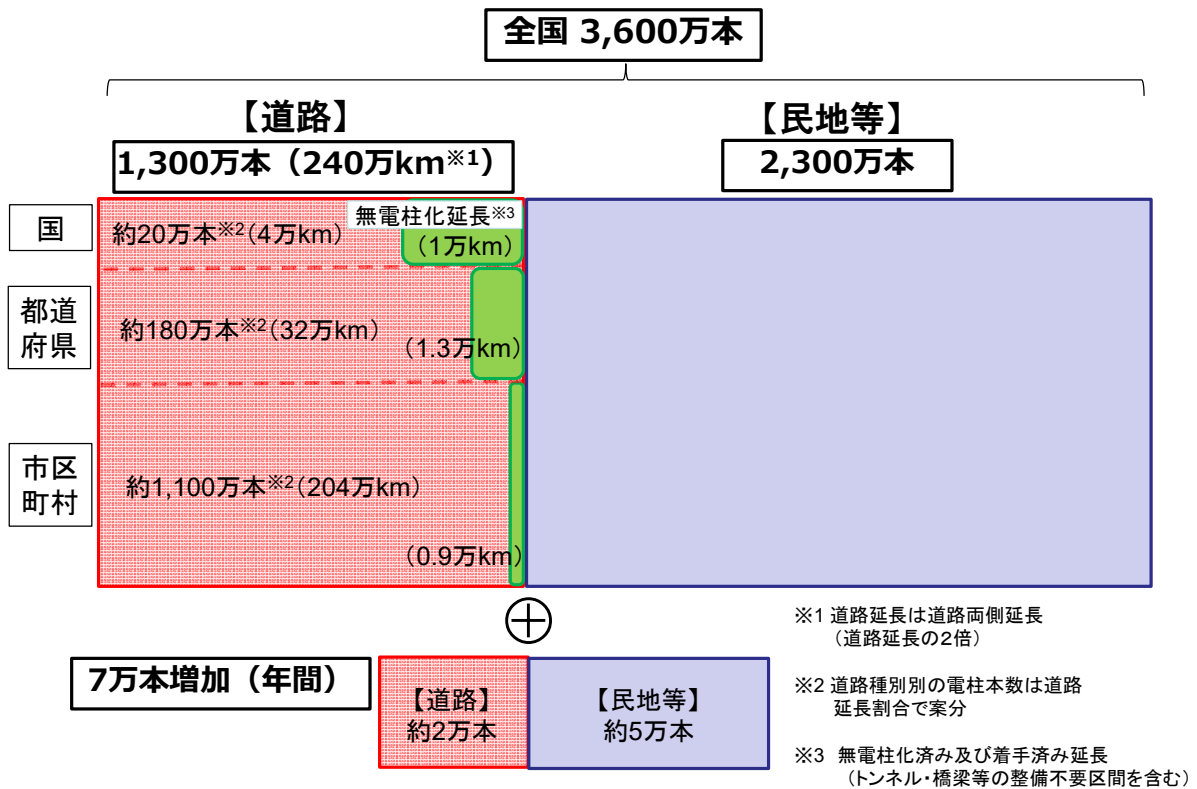 全国 3,600万本
【道路】
1,300万本（240万km※1）
【民地等】
2,300万本
国
約20万本※2（4万km）
無電柱化延長※3
（1万km）
都道
府県
約180万本※2（32万km）
（1.3万km）
市区
町村
約1,100万本※2（204万km）
（0.9万km）
7万本増加（年間）
【道路】
約2万本
【民地等】
約5万本
※1 道路延長は道路両側延長
（道路延長の2倍）
※2 道路種別別の電柱本数は道路
延長割合で案分
※3 無電柱化済み及び着手済み延長
（トンネル・橋梁等の整備不要区間を含む）